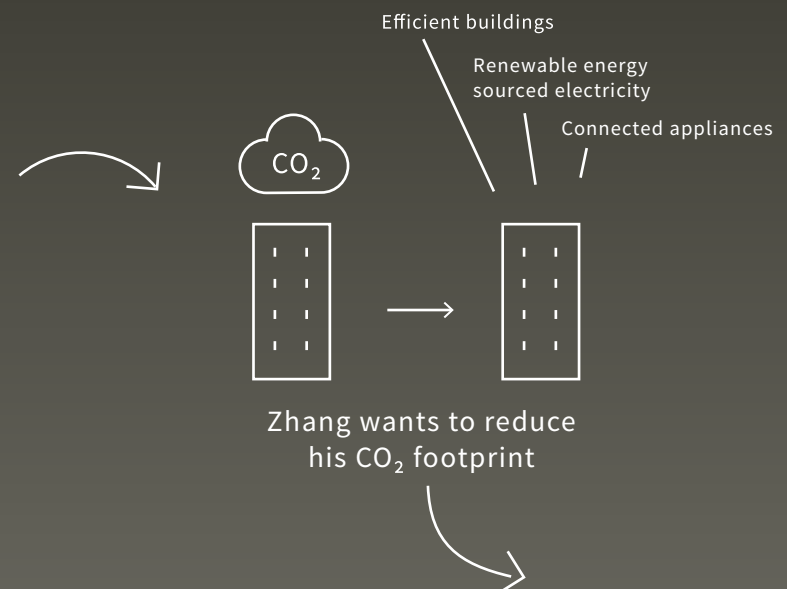 Efficient buildings
Renewable energy
sourced electricity
Connected appliances
CO₂
Zhang wants to reduce
his CO₂ footprint